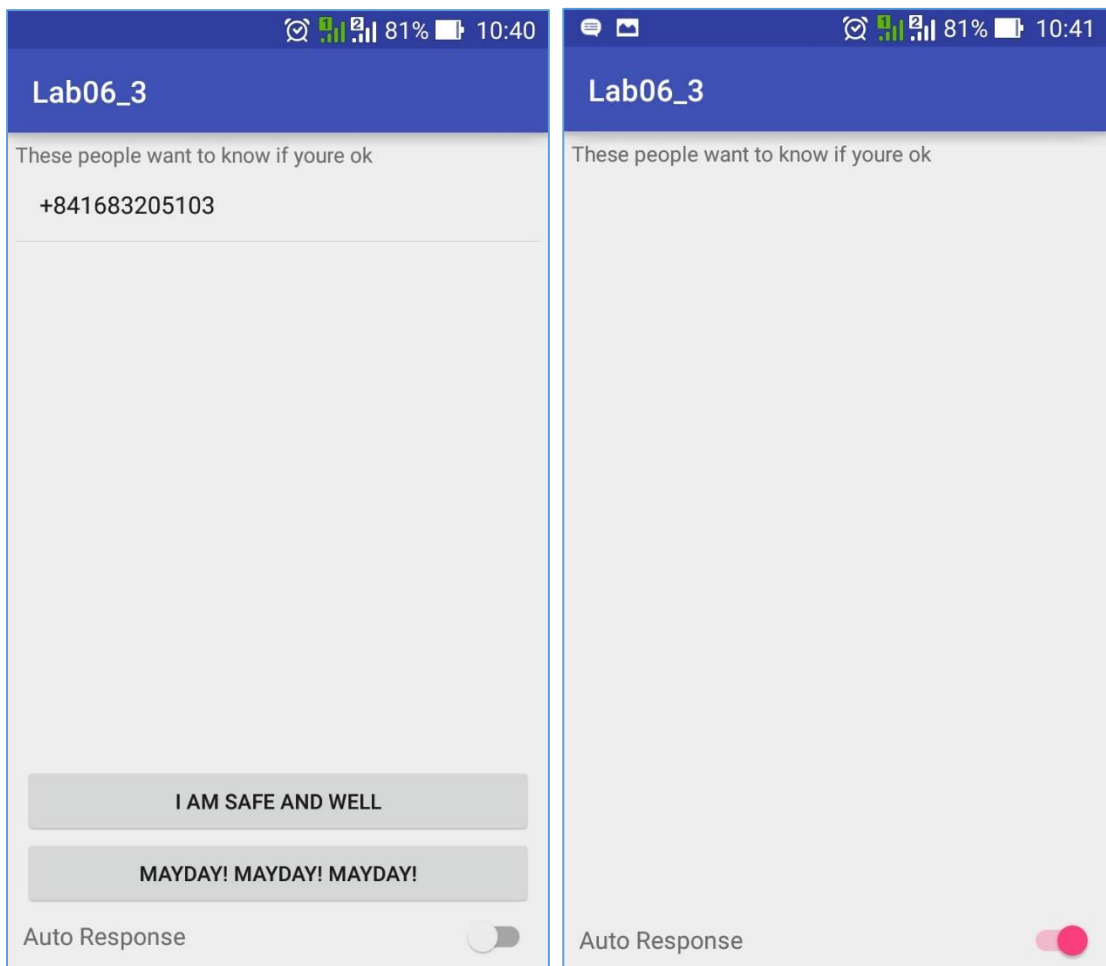 81% 10:40
Lab06_3
These people want to know if youre ok
+841683205103
I AM SAFE AND WELL
MAYDAY! MAYDAY! MAYDAY!
Auto Response
81% 10:41
Lab06_3
These people want to know if youre ok
Auto Response